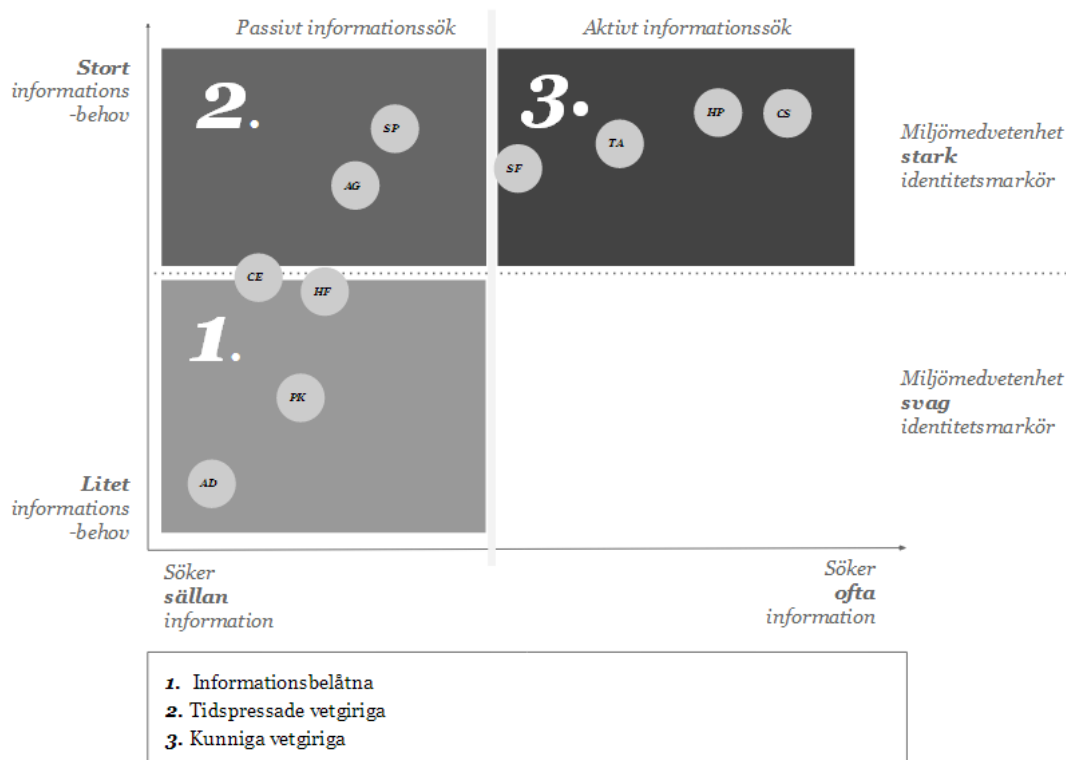 Passivt informationssök
Aktivt informationssök
Stort
informations
-behov
2.
3.
SP
AG
SF
TA
HP
CS
Miljömedvetenhet
stark
identitetsmarkör
CE
HF
1.
PK
AD
Miljömedvetenhet
svag
identitetsmarkör
Litet
informations
-behov
Söker
sällan
information
Söker
ofta
information
1. Informationsbelåtna
2. Tidspressade vetgiriga
3. Kunniga vetgiriga